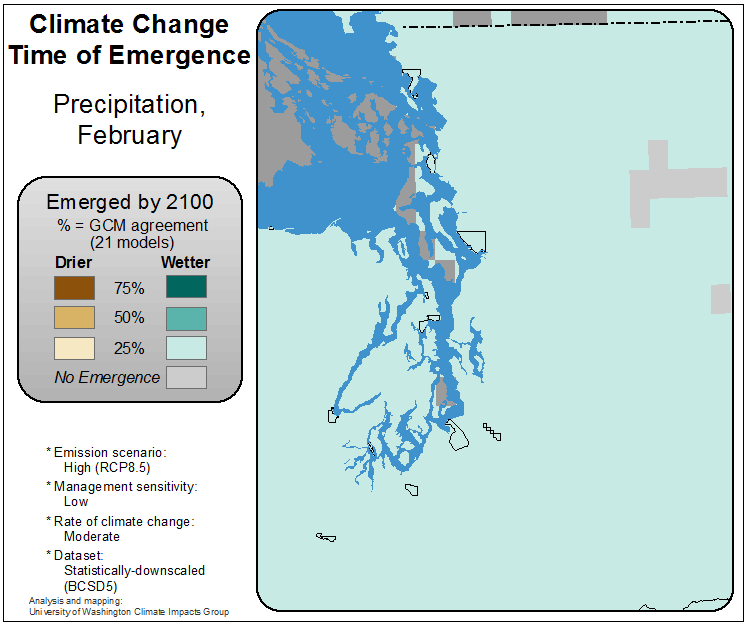 Climate Change
Time of Emergence
Precipitation,
February
Emerged by 2100
% = GCM agreement
(21 models)
Drier Wetter
75%
50%
25%
No Emergence
* Emission scenario:
High (RCP8.5)
* Management sensitivity:
Low
* Rate of climate change:
Moderate
* Dataset:
Statistically-downscaled
(BCSD5)
Analysis and mapping:
University of Washington Climate Impacts Group